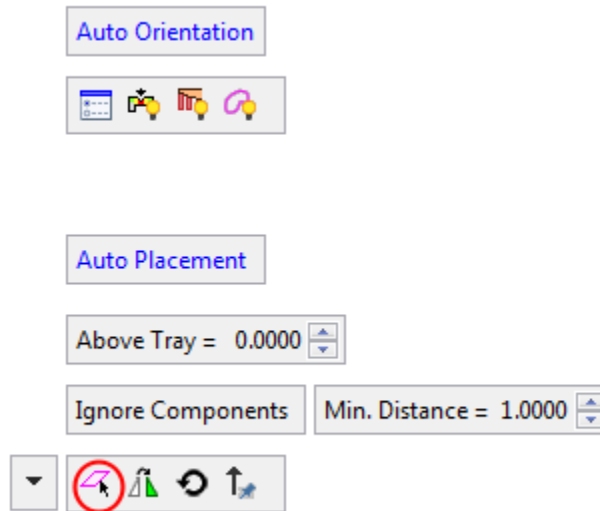 Auto Orientation
Auto Placement
Above Tray = 0.0000
Ignore Components Min. Distance = 1.0000